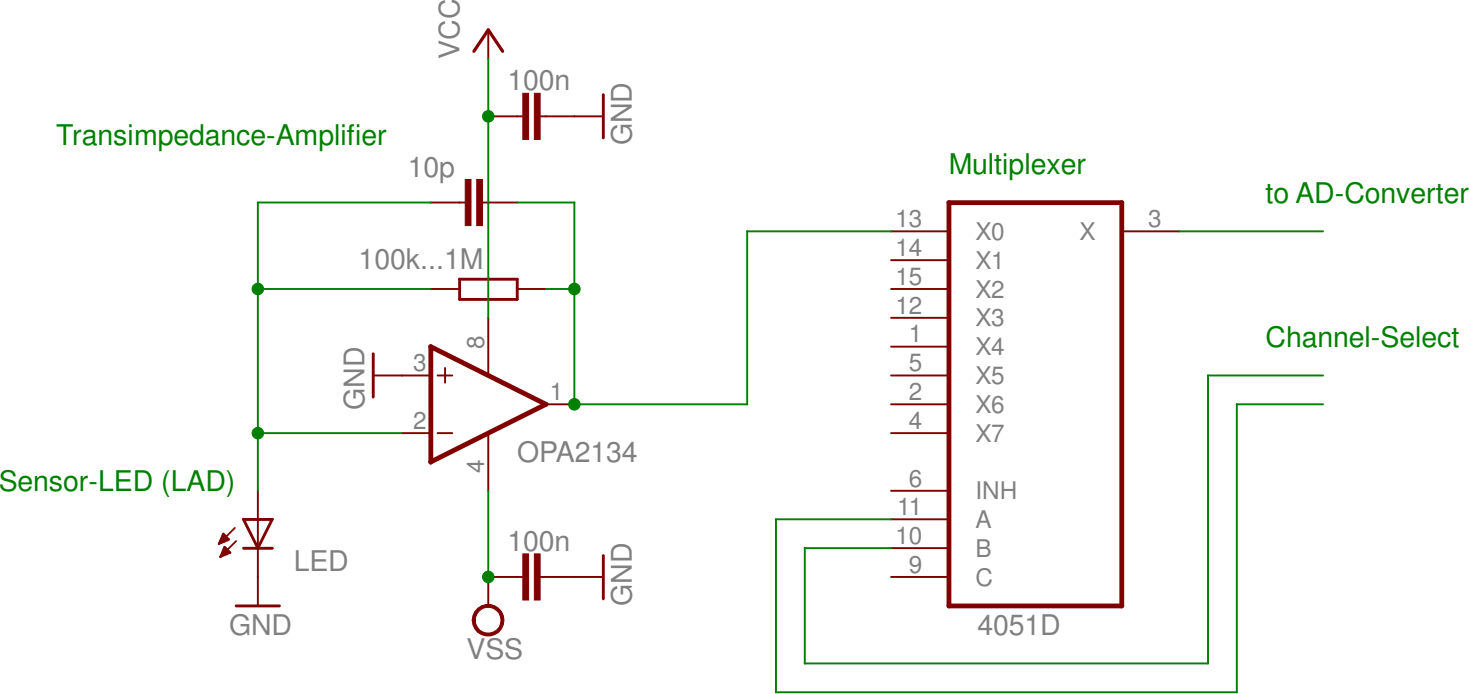 VCC
100n
GND
Transimpedance-Amplifier
10p
100k...1M
GND
3
2
8
1
4
OPA2134
Sensor-LED (LAD)
LED
GND
100n
GND
VSS
Multiplexer
to AD-Converter
13 X0 X 3
14 X1
15 X2
12 X3
Channel-Select
1 X4
5 X5
2 X6
4 X7
6 INH
11 A
10 B
9 C
4051D